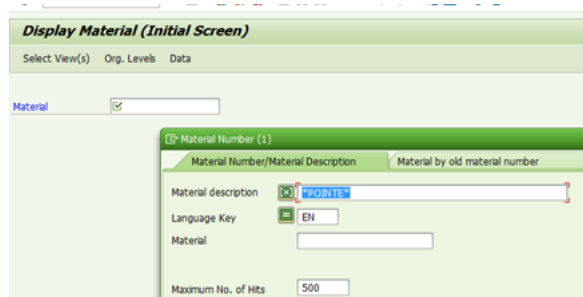 Display Material (Initial Screen)
Select View(s) Org. Levels Data
Material
Material Number (1)
Material Number/Material Description Material by old material number
Material description *POINTE*
Language Key = EN
Material
Maximum No. of Hits 500